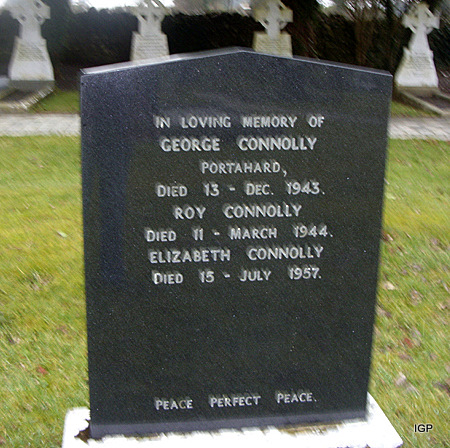 IN LOVING MEMORY OF
GEORGE CONNOLLY
PORTAHARD,
DIED 13 - DEC. 1943.
ROY CONNOLLY
DIED 11 - MARCH 1944.
ELIZABETH CONNOLLY
DIED 15 - JULY 1957.
PEACE PERFECT PEACE.
IGP